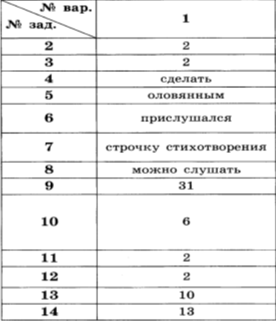 № вар.
№ зад.
1
2 2
3 2
4 сделать
5 оловянным
6 прислушался
7 строчку стихотворения
8 можно слушать
9 31
10 6
11 2
12 2
13 10
14 13